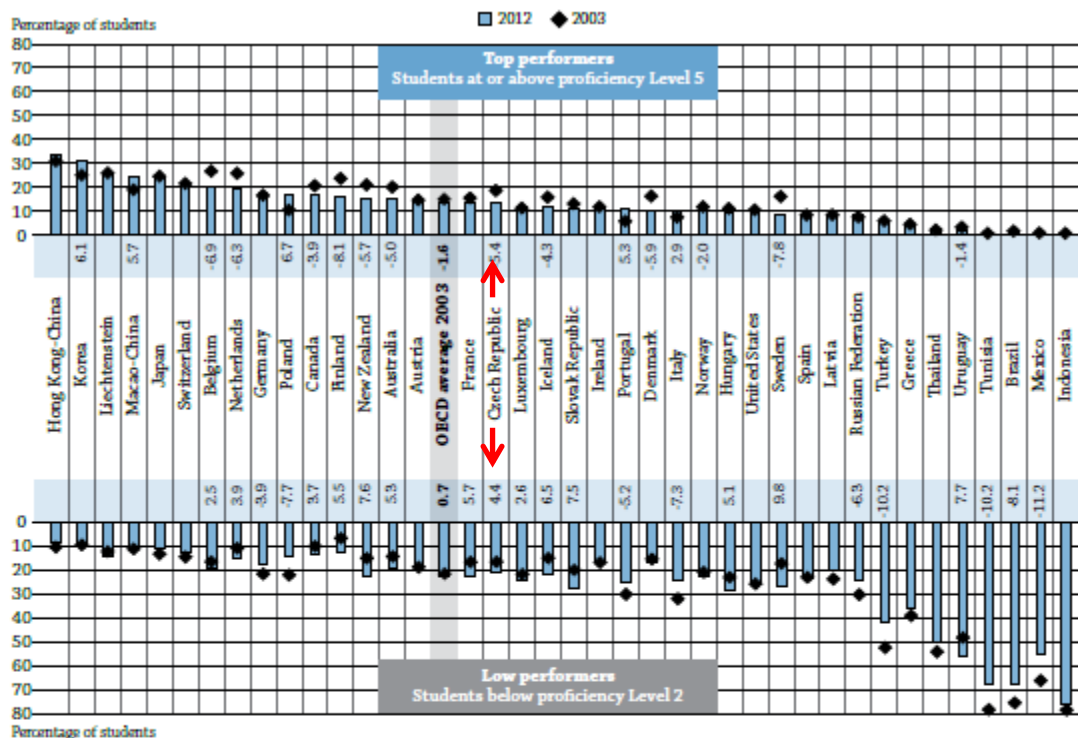 2012 2003
Percentage of students
Top performers
Students at or above proficiency Level 5
80
70
60
50
40
30
20
10
0
6.1 5.7 -6.9 -6.3 6.7 -3.9 -8.1 -5.7 -5.0 -1.6 -5.4 -4.3 5.3 -5.9 2.9 -2.0 -7.8 -1.4
Hong Kong-China
Korea
Liechtenstein
Macao-China
Japan
Switzerland
Belgium
Netherlands
Germany
Poland
Canada
Finland
New Zealand
Australia
Austria
OECD average 2003
France
Czech Republic
Luxembourg
Iceland
Slovak Republic
Ireland
Portugal
Denmark
Italy
Norway
Hungary
United States
Sweden
Spain
Latvia
Russian Federation
Turkey
Greece
Thailand
Uruguay
Tunisia
Brazil
Mexico
Indonesia
2.5 3.9 -3.9 -7.7 3.7 5.5 7.6 5.3 0.7 5.7 4.4 2.6 6.5 7.5 -5.2 -7.3 5.1 9.8 -6.3 -10.2 7.7 -10.2 -8.1 -11.2
0
10
20
30
40
50
60
70
80
Low performers
Students below proficiency Level 2
Percentage of students